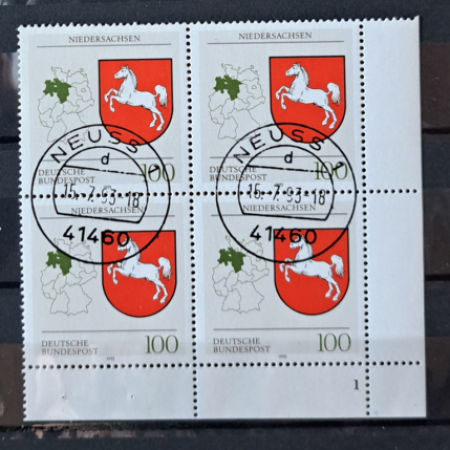 NIEDERSACHSEN
NIEDERSACHSEN
NEUSS
NEUSS
d
d
DEUTSCHE
BUNDESPOST
100
DEUTSCHE
BUNDESPOST
100
15.7.93-18
15.7.93-18
NIEDERSACHSEN
NIEDERSACHSEN
41460
41460
DEUTSCHE
BUNDESPOST
100
DEUTSCHE
BUNDESPOST
100
1